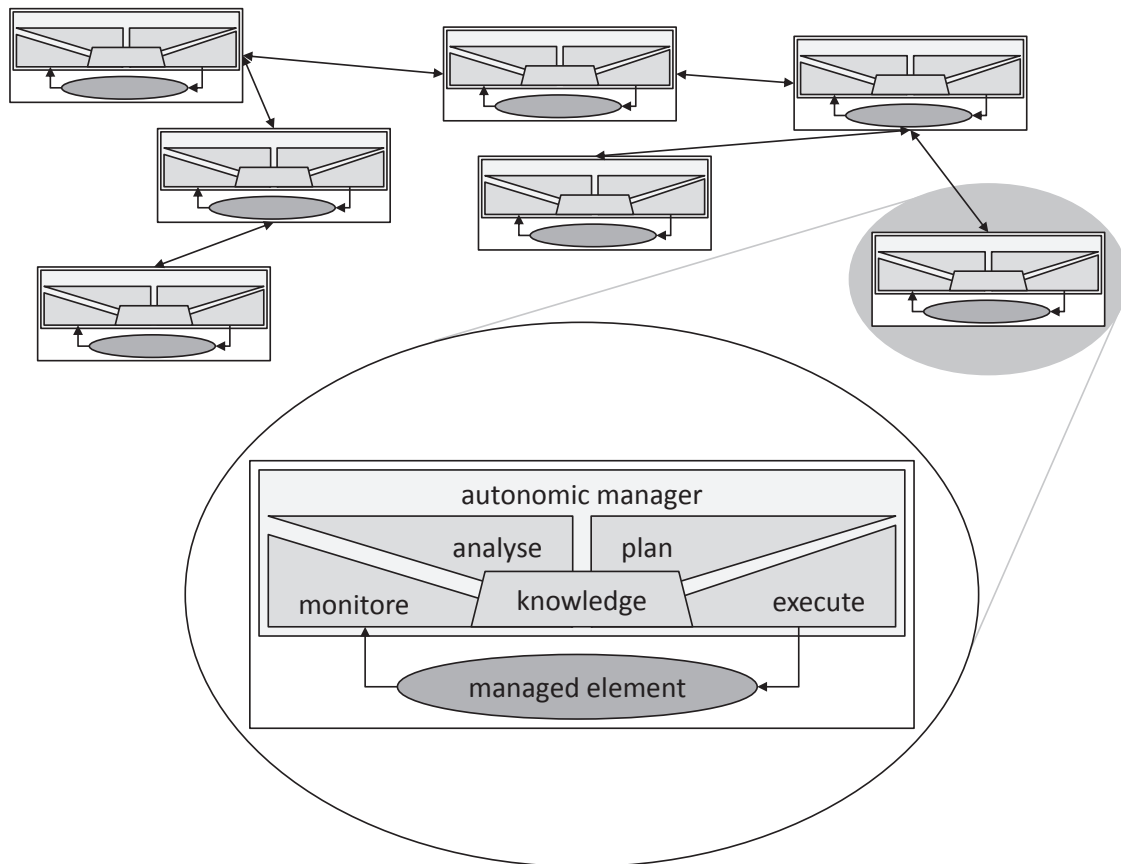 autonomic manager
analyse
plan
monitore
knowledge
execute
managed element